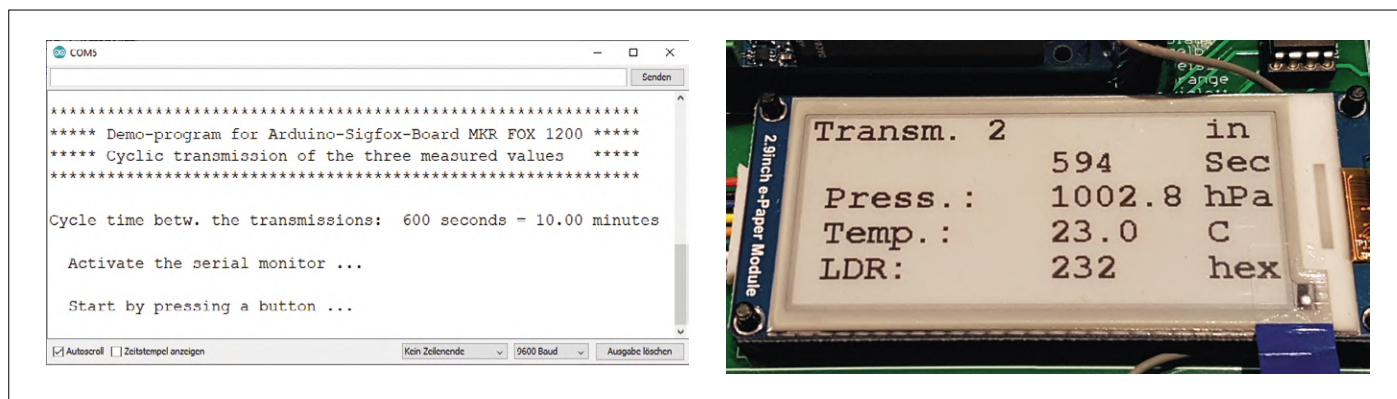 COM5
Senden
*****************************************************************
***** Demo-program for Arduino-Sigfox-Board MKR FOX 1200 *****
***** Cyclic transmission of the three measured values *****
*****************************************************************
Cycle time betw. the transmissions: 600 seconds = 10.00 minutes
Activate the serial monitor ...
Start by pressing a button ...
Autoscroll Zeitstempel anzeigen Kein Zeilenende 9600 Baud Ausgabe löschen
range
2.9inch e-Paper Module
Transm. 2 in
594 Sec
Press.: 1002.8 hPa
Temp.: 23.0 C
LDR: 232 hex